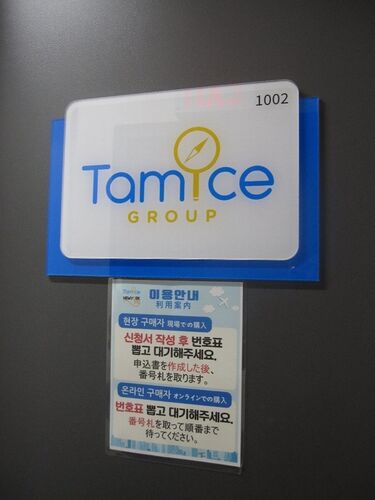 1002
Tamice
GROUP
Tamice
NEWYORK
이용안내
利用案内
현장 구매자 現場での購入
신청서 작성 후 번호표
뽑고 대기해주세요.
申込書を作成した後、
番号札を取ります。
온라인 구매자 オンラインでの購入
번호표 뽑고 대기해주세요.
番号札を取って順番まで
待ってください。